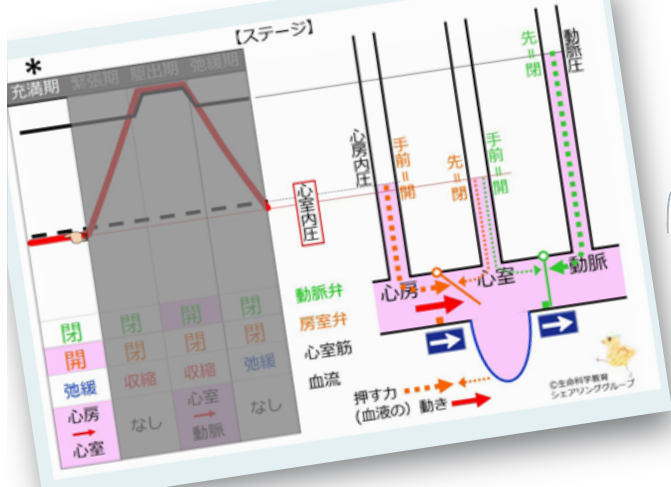 【ステージ】
*
充満期 緊張期 駆出期 弛緩期
心房内圧
手前=開
先=閉
手前=開
先=閉
動脈圧
心室内圧
心房
心室
動脈
動脈弁
房室弁
心室筋
血流
閉 閉 開 閉
開 閉 閉 閉
弛緩 収縮 収縮 弛緩
心房
→
心室
なし
心室
→
動脈
なし
押す力
(血液の) 動き
©生命科学教育
シェアリンググループ